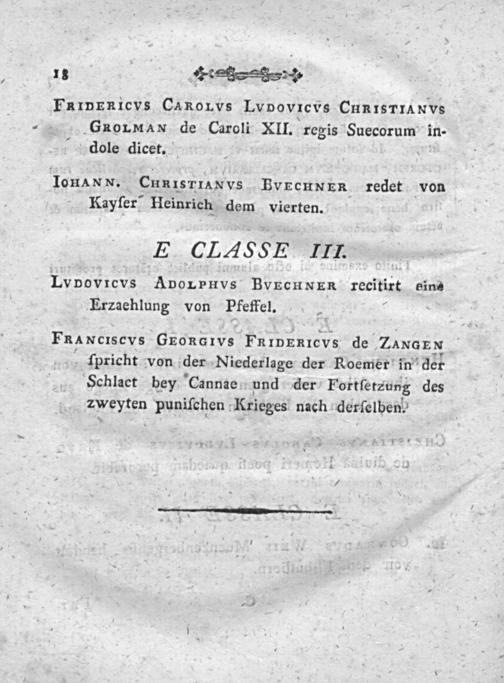 18
FRIDERICVS CAROLVS LVDOVICVS CHRISTIANVS
GROLMAN de Caroli XII. regis Suecorum in-
dole dicet.
IOHANN. CHRISTIANVS BVECHNER redet von
Kayſer Heinrich dem vierten.
E CLASSE III.
LVDOVICVS ADOLPHVS BVECHNER recitirt eine
Erzaehlung von Pfeffel.
FRANCISCVS GEORGIVS FRIDERICVS de ZANGEN
ſpricht von der Niederlage der Roemer in der
Schlact bey Cannae und der Fortſetzung des
zweyten puniſchen Krieges nach derſelben.